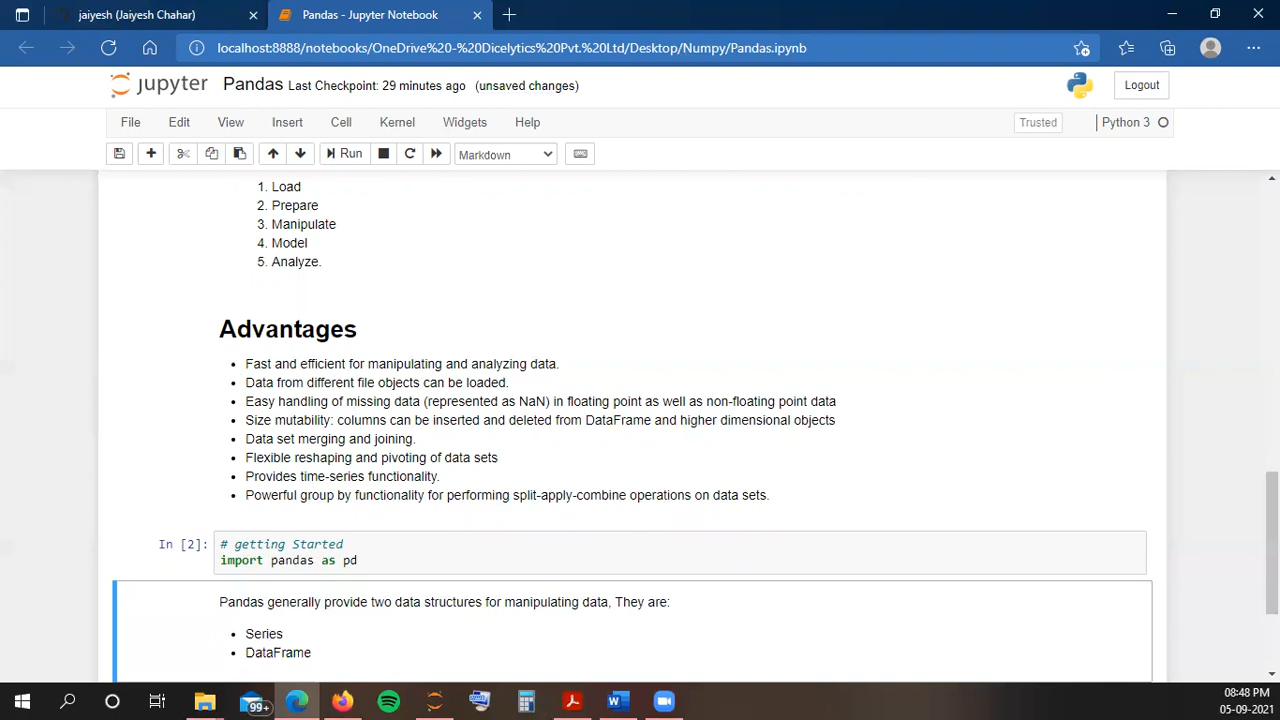 jaiyesh (Jaiyesh Chahar)
Pandas - Jupyter Notebook
localhost:8888/notebooks/OneDrive%20-%20Dicelytics%20Pvt.%20Ltd/Desktop/Numpy/Pandas.ipynb
jupyter Pandas Last Checkpoint: 29 minutes ago (unsaved changes)
Logout
File Edit View Insert Cell Kernel Widgets Help
Trusted
Python 3
Run
Markdown
1. Load
2. Prepare
3. Manipulate
4. Model
5. Analyze.
Advantages
• Fast and efficient for manipulating and analyzing data.
• Data from different file objects can be loaded.
• Easy handling of missing data (represented as NaN) in floating point as well as non-floating point data
• Size mutability: columns can be inserted and deleted from DataFrame and higher dimensional objects
• Data set merging and joining.
• Flexible reshaping and pivoting of data sets
• Provides time-series functionality.
• Powerful group by functionality for performing split-apply-combine operations on data sets.
In [2]: # getting Started
import pandas as pd
Pandas generally provide two data structures for manipulating data, They are:
• Series
• DataFrame
99+
08:48 PM
05-09-2021